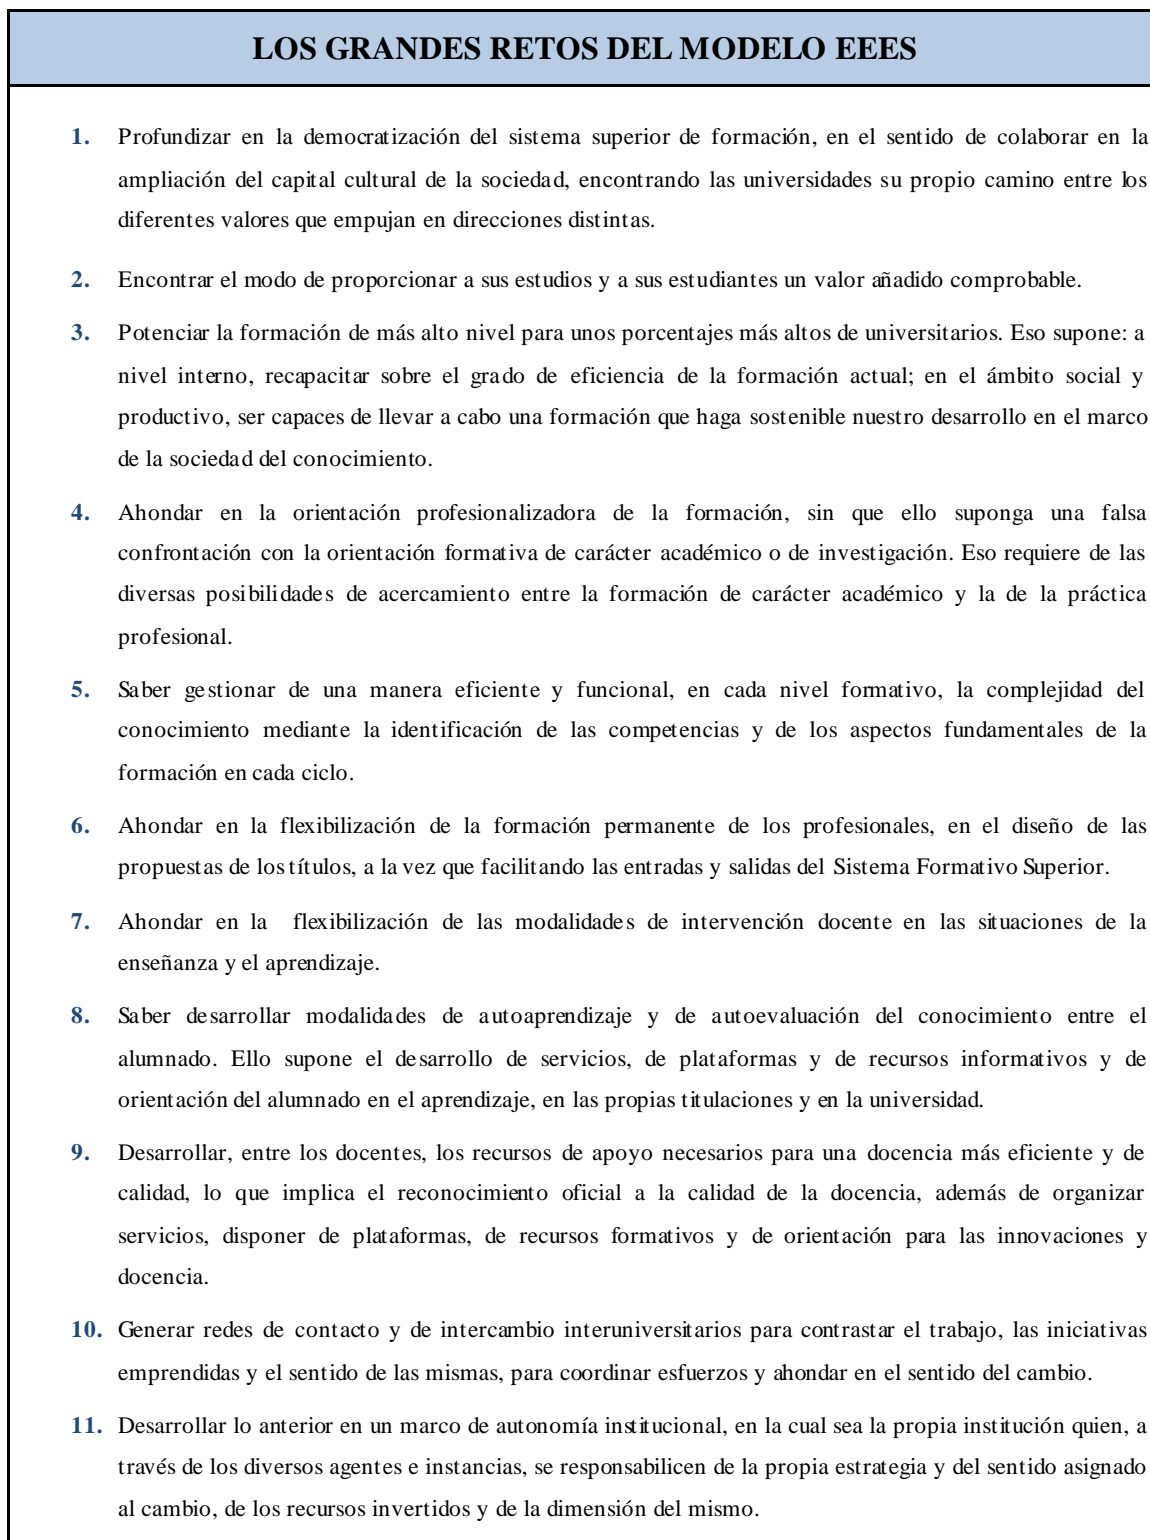 LOS GRANDES RETOS DEL MODELO EEES
1. Profundizar en la democratización del sistema superior de formación, en el sentido de colaborar en la
ampliación del capital cultural de la sociedad, encontrando las universidades su propio camino entre los
diferentes valores que empujan en direcciones distintas.
2. Encontrar el modo de proporcionar a sus estudios y a sus estudiantes un valor añadido comprobable.
3. Potenciar la formación de más alto nivel para unos porcentajes más altos de universitarios. Eso supone: a
nivel interno, recapacitar sobre el grado de eficiencia de la formación actual; en el ámbito social y
productivo, ser capaces de llevar a cabo una formación que haga sostenible nuestro desarrollo en el marco
de la sociedad del conocimiento.
4. Ahondar en la orientación profesionalizadora de la formación, sin que ello suponga una falsa
confrontación con la orientación formativa de carácter académico o de investigación. Eso requiere de las
diversas posibilidades de acercamiento entre la formación de carácter académico y la de la práctica
profesional.
5. Saber gestionar de una manera eficiente y funcional, en cada nivel formativo, la complejidad del
conocimiento mediante la identificación de las competencias y de los aspectos fundamentales de la
formación en cada ciclo.
6. Ahondar en la flexibilización de la formación permanente de los profesionales, en el diseño de las
propuestas de los títulos, a la vez que facilitando las entradas y salidas del Sistema Formativo Superior.
7. Ahondar en la flexibilización de las modalidades de intervención docente en las situaciones de la
enseñanza y el aprendizaje.
8. Saber desarrollar modalidades de autoaprendizaje y de autoevaluación del conocimiento entre el
alumnado. Ello supone el desarrollo de servicios, de plataformas y de recursos informativos y de
orientación del alumnado en el aprendizaje, en las propias titulaciones y en la universidad.
9. Desarrollar, entre los docentes, los recursos de apoyo necesarios para una docencia más eficiente y de
calidad, lo que implica el reconocimiento oficial a la calidad de la docencia, además de organizar
servicios, disponer de plataformas, de recursos formativos y de orientación para las innovaciones y
docencia.
10. Generar redes de contacto y de intercambio interuniversitarios para contrastar el trabajo, las iniciativas
emprendidas y el sentido de las mismas, para coordinar esfuerzos y ahondar en el sentido del cambio.
11. Desarrollar lo anterior en un marco de autonomía institucional, en la cual sea la propia institución quien, a
través de los diversos agentes e instancias, se responsabilicen de la propia estrategia y del sentido asignado
al cambio, de los recursos invertidos y de la dimensión del mismo.